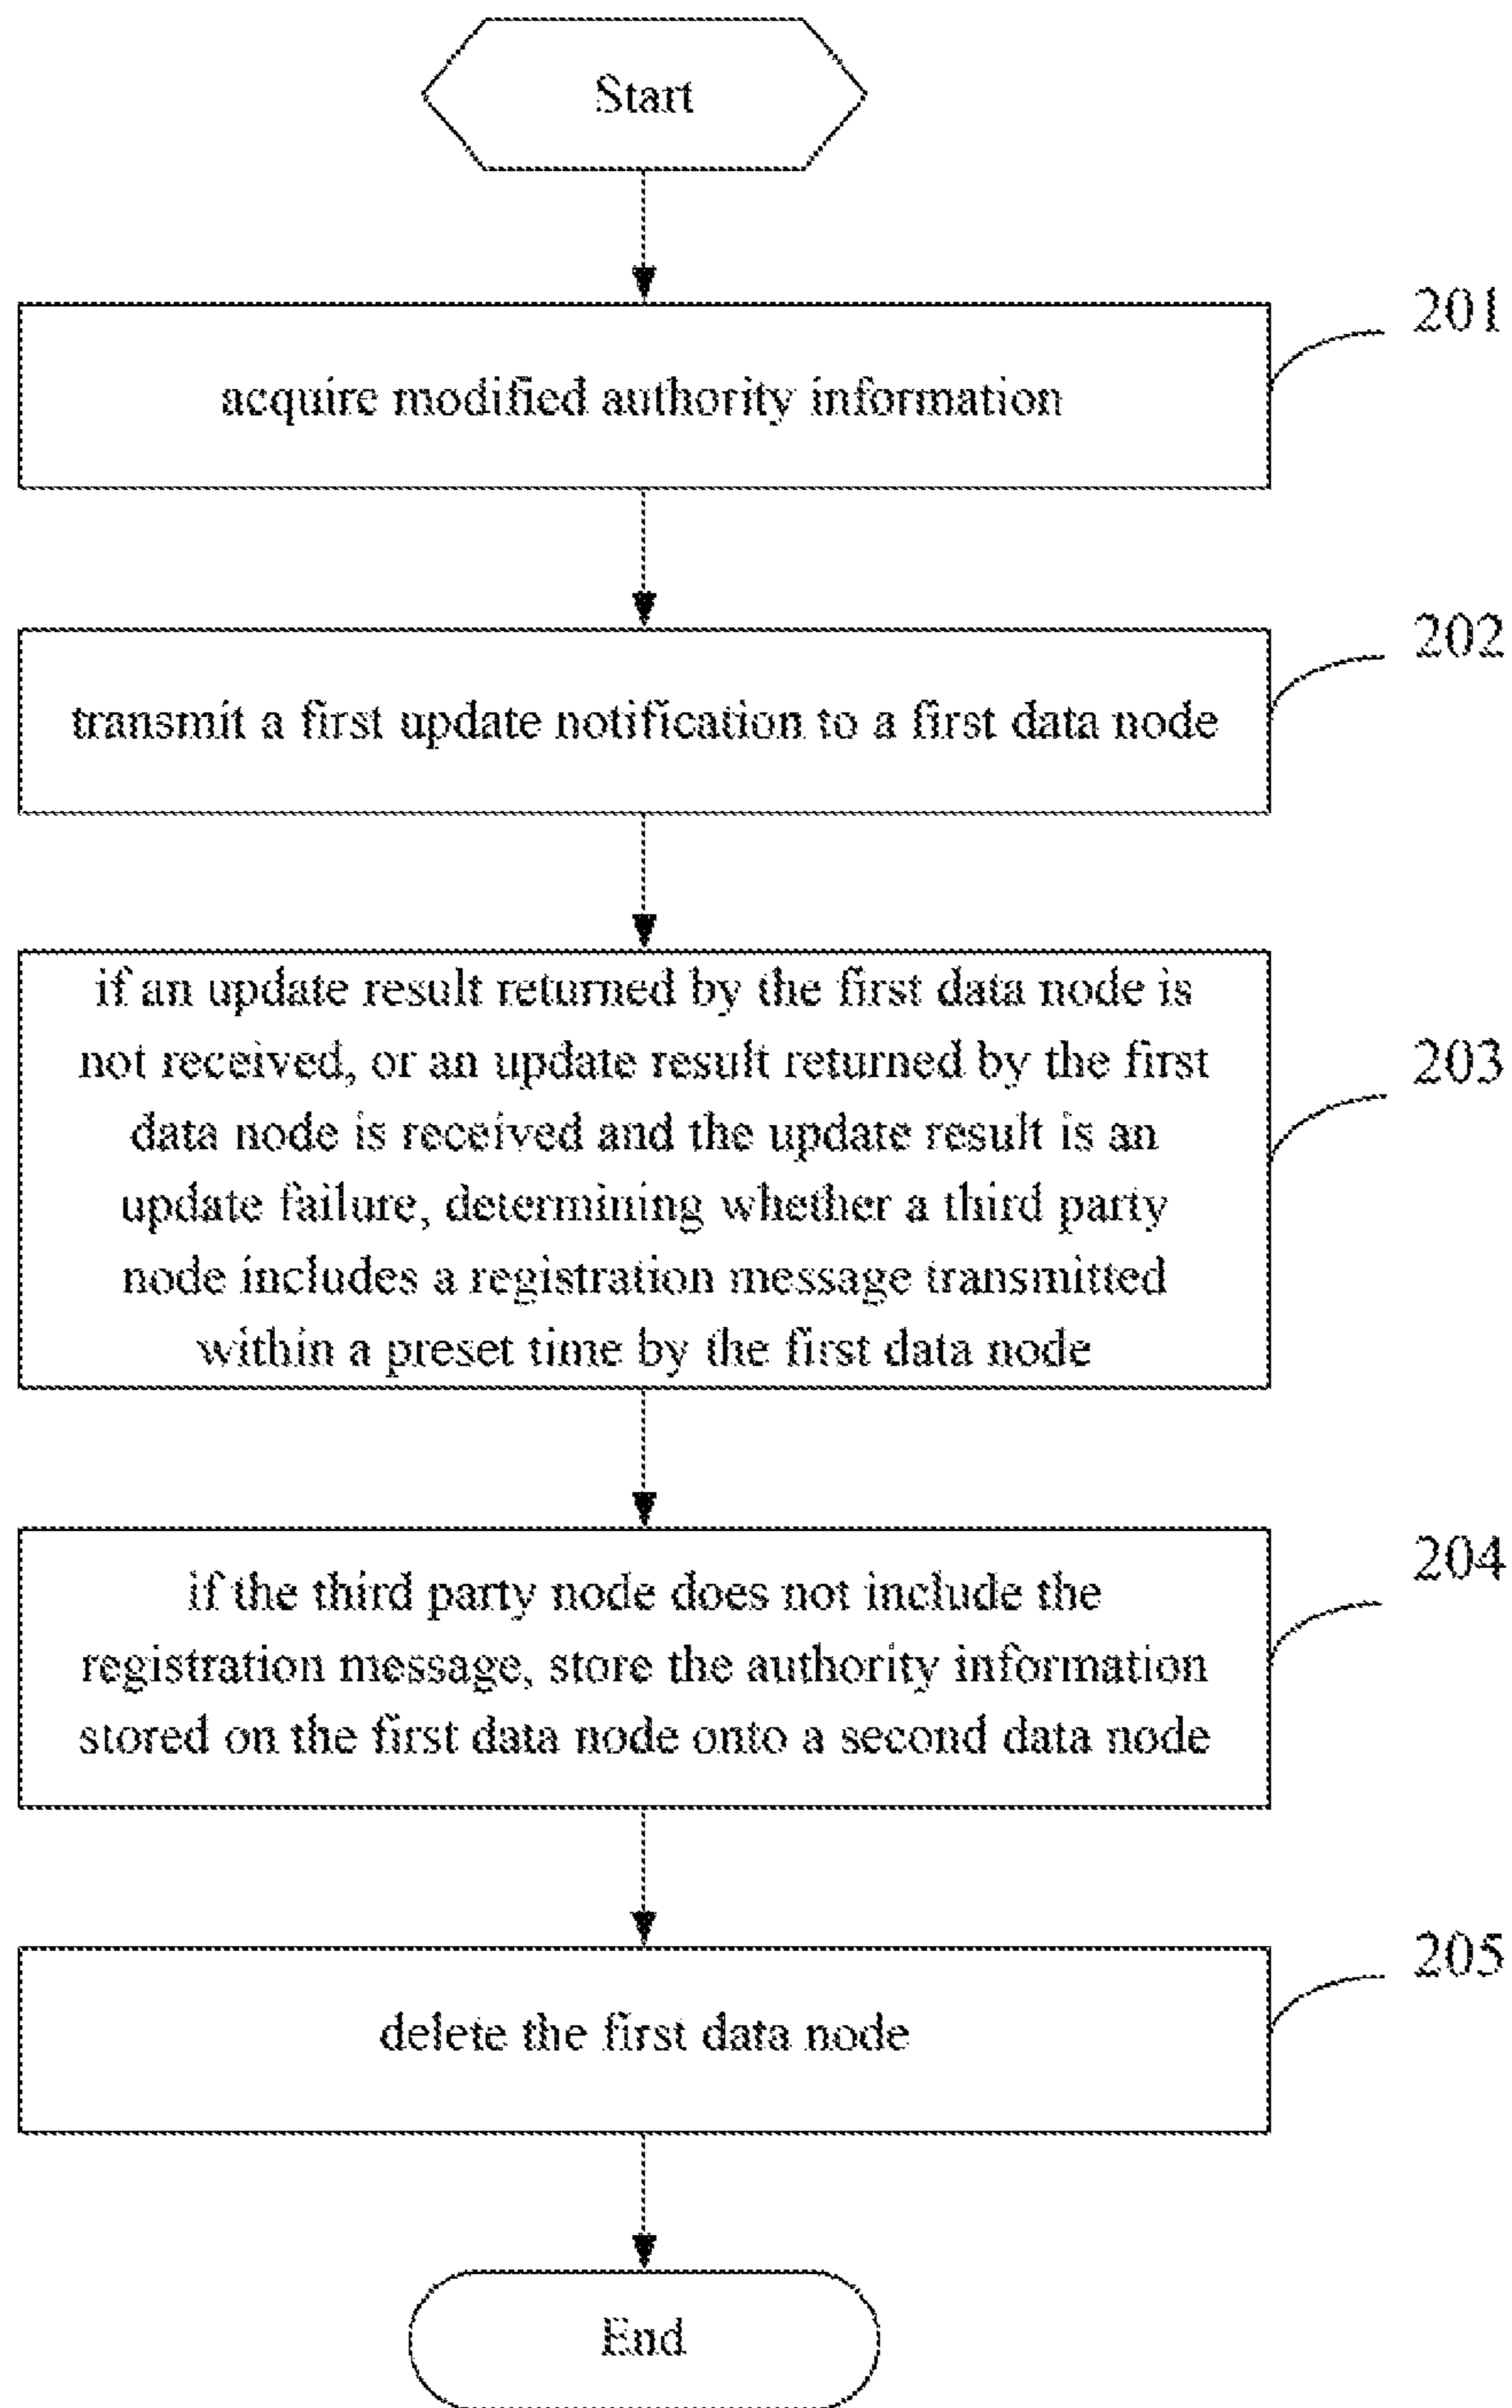 Start
201
acquire modified authority information
202
transmit a first update notification to a first data node
if an update result returned by the first data node is
not received, or an update result returned by the first
data node is received and the update result is an
update failure, determining whether a third party
node includes a registration message transmitted
within a preset time by the first data node
203
if the third party node does not include the
registration message, store the authority information
stored on the first data node onto a second data node
204
delete the first data node
205
End